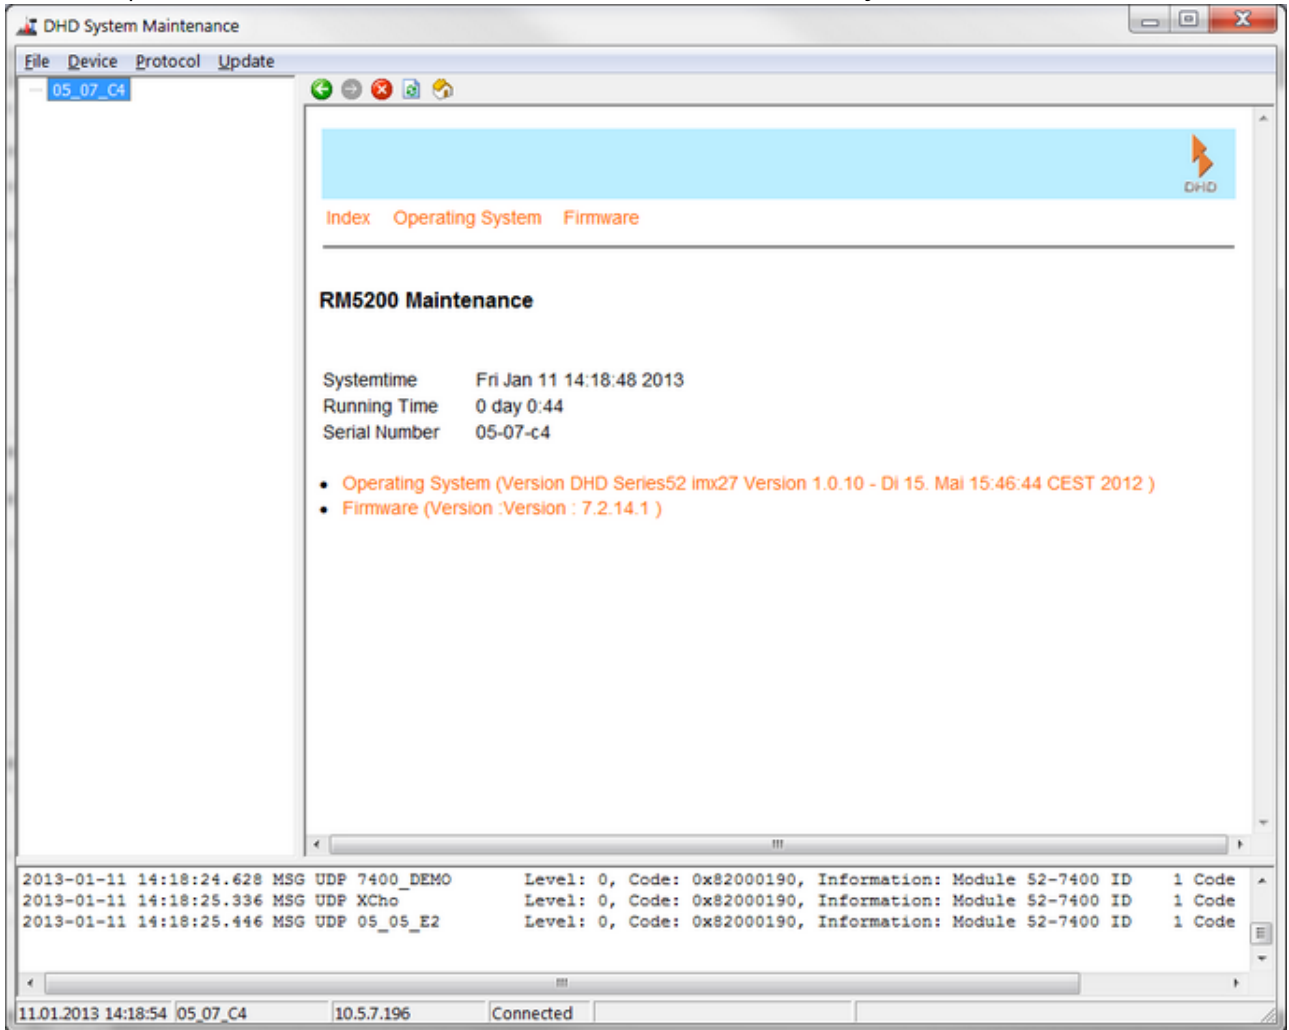 DHD System Maintenance
File Device Protocol Update
05_07_C4
DHD
Index Operating System Firmware
RM5200 Maintenance
Systemtime Fri Jan 11 14:18:48 2013
Running Time 0 day 0:44
Serial Number 05-07-c4
• Operating System (Version DHD Series52 imx27 Version 1.0.10 - Di 15. Mai 15:46:44 CEST 2012 )
• Firmware (Version :Version : 7.2.14.1 )
2013-01-11 14:18:24.628 MSG UDP 7400_DEMO Level: 0, Code: 0x82000190, Information: Module 52-7400 ID 1 Code
2013-01-11 14:18:25.336 MSG UDP XCho Level: 0, Code: 0x82000190, Information: Module 52-7400 ID 1 Code
2013-01-11 14:18:25.446 MSG UDP 05_05_E2 Level: 0, Code: 0x82000190, Information: Module 52-7400 ID 1 Code
11.01.2013 14:18:54 05_07_C4 10.5.7.196 Connected